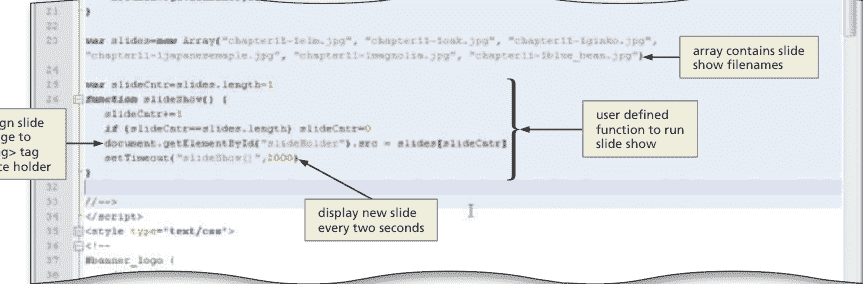 21 }
22
23 var slides=new Array("chapter11-1elm.jpg", "chapter11-1oak.jpg", "chapter11-1ginko.jpg",
"chapter11-1japanesemaple.jpg", "chapter11-1magnolia.jpg", "chapter11-1blue_bean.jpg")
array contains slide
show filenames
24
25 var slideCntr=slides.length-1
26 function slideShow() {
slideCntr+=1
if (slideCntr==slides.length) slideCntr=0
document.getElementById("slideHolder").src = slides[slideCntr]
setTimeout("slideShow()",2000)
}
user defined
function to run
slide show
gn slide
ge to
g> tag
ce holder
32
display new slide
every two seconds
33 //-->
34 </script>
35 <style type="text/css">
36 <!--
37 #banner_logo {
38